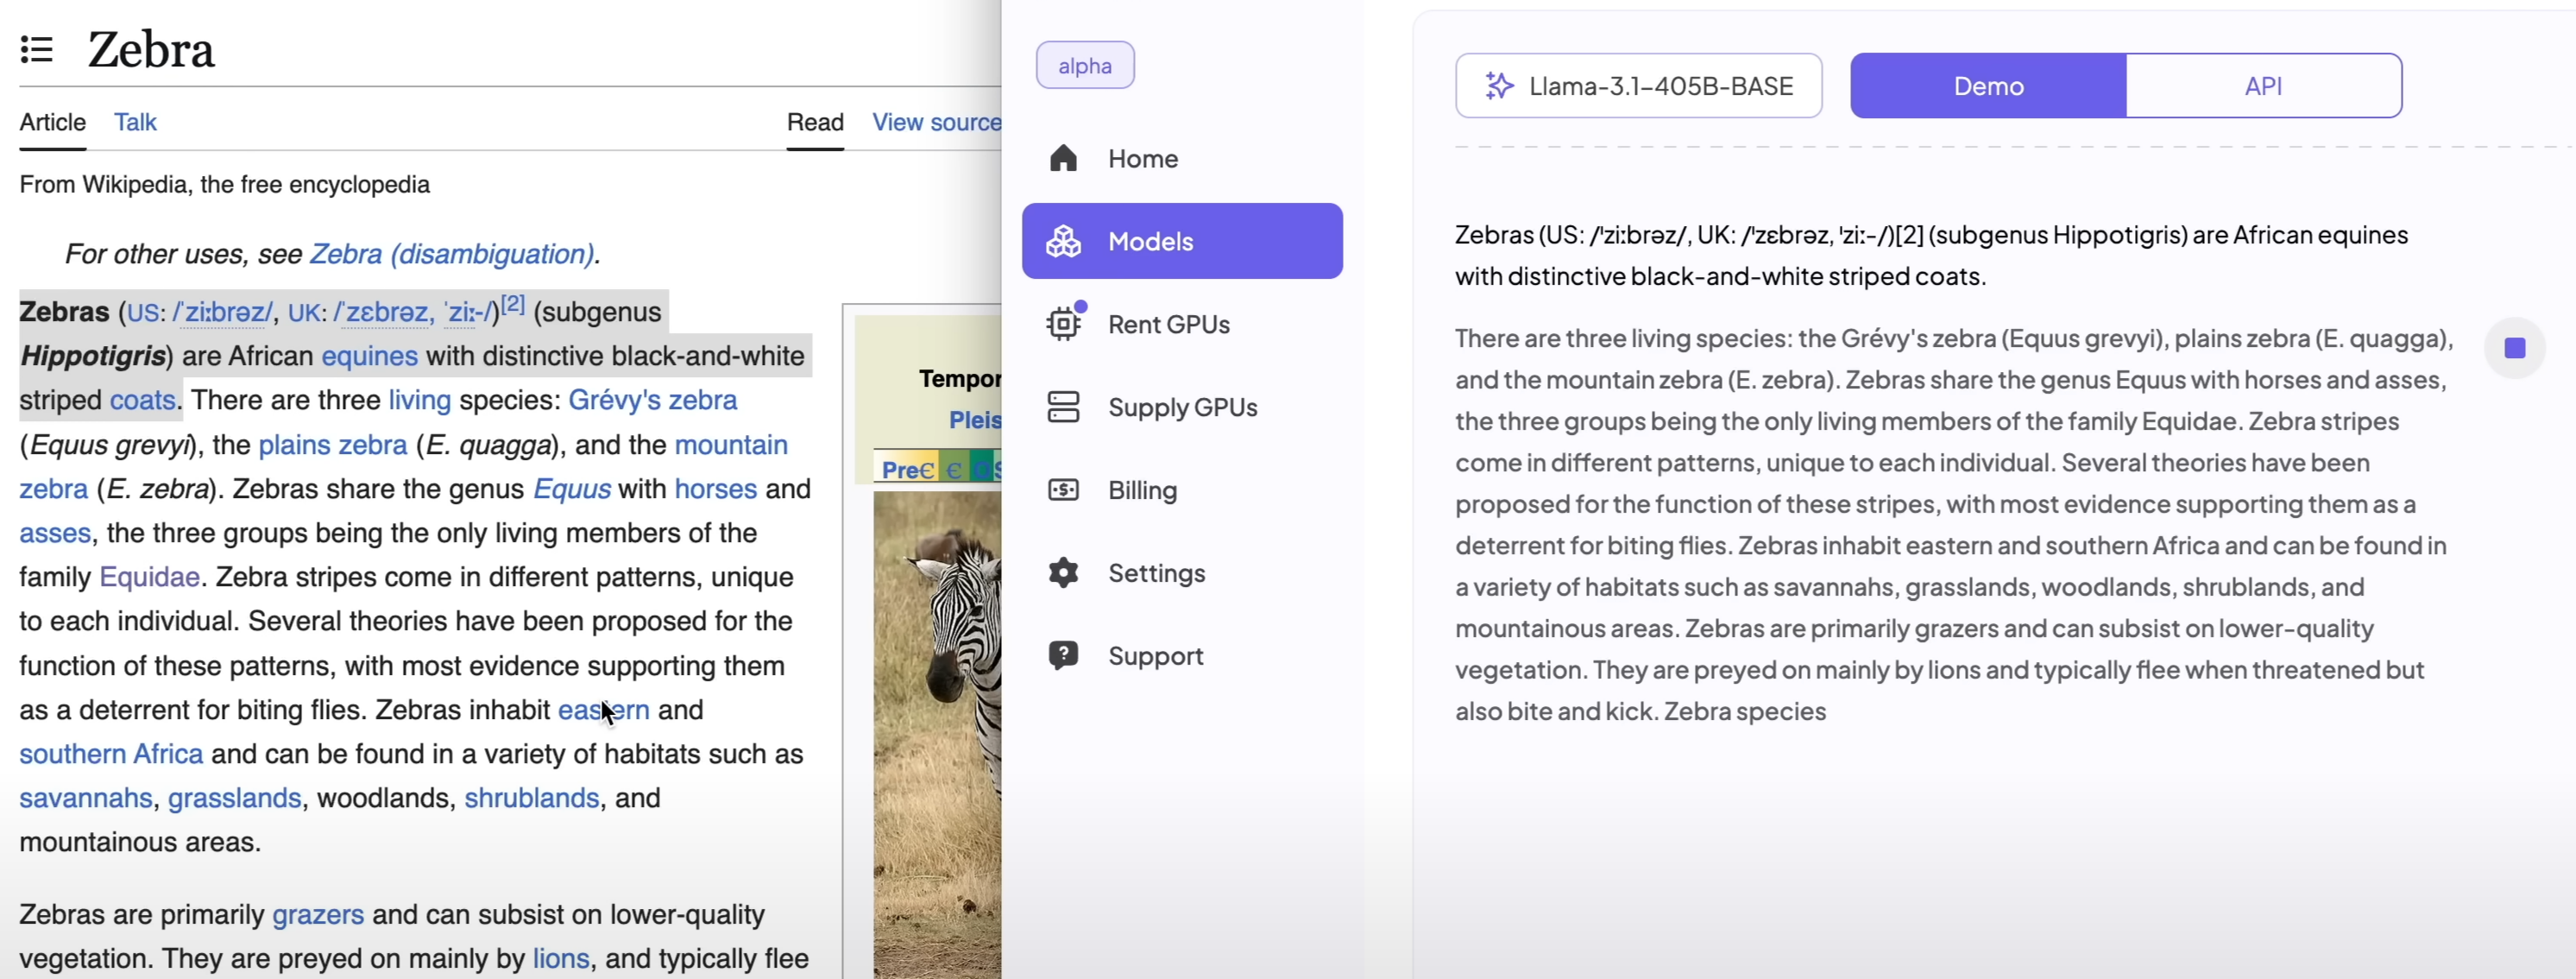 Zebra
Article Talk Read View source
From Wikipedia, the free encyclopedia
For other uses, see Zebra (disambiguation).
Zebras (US: /ˈziːbrəz/, UK: /ˈzɛbrəz, ˈziː-/)[2] (subgenus
Hippotigris) are African equines with distinctive black-and-white
striped coats. There are three living species: Grévy's zebra
(Equus grevyi), the plains zebra (E. quagga), and the mountain
zebra (E. zebra). Zebras share the genus Equus with horses and
asses, the three groups being the only living members of the
family Equidae. Zebra stripes come in different patterns, unique
to each individual. Several theories have been proposed for the
function of these patterns, with most evidence supporting them
as a deterrent for biting flies. Zebras inhabit eastern and
southern Africa and can be found in a variety of habitats such as
savannahs, grasslands, woodlands, shrublands, and
mountainous areas.
Zebras are primarily grazers and can subsist on lower-quality
vegetation. They are preyed on mainly by lions, and typically flee
Tempor
Pleis
PreЄ Є O S
alpha
Home
Models
Rent GPUs
Supply GPUs
Billing
Settings
Support
Llama-3.1-405B-BASE
Demo API
Zebras (US: /ˈziːbrəz/, UK: /ˈzɛbrəz, ˈziː-/)[2] (subgenus Hippotigris) are African equines
with distinctive black-and-white striped coats.
There are three living species: the Grévy's zebra (Equus grevyi), plains zebra (E. quagga),
and the mountain zebra (E. zebra). Zebras share the genus Equus with horses and asses,
the three groups being the only living members of the family Equidae. Zebra stripes
come in different patterns, unique to each individual. Several theories have been
proposed for the function of these stripes, with most evidence supporting them as a
deterrent for biting flies. Zebras inhabit eastern and southern Africa and can be found in
a variety of habitats such as savannahs, grasslands, woodlands, shrublands, and
mountainous areas. Zebras are primarily grazers and can subsist on lower-quality
vegetation. They are preyed on mainly by lions and typically flee when threatened but
also bite and kick. Zebra species